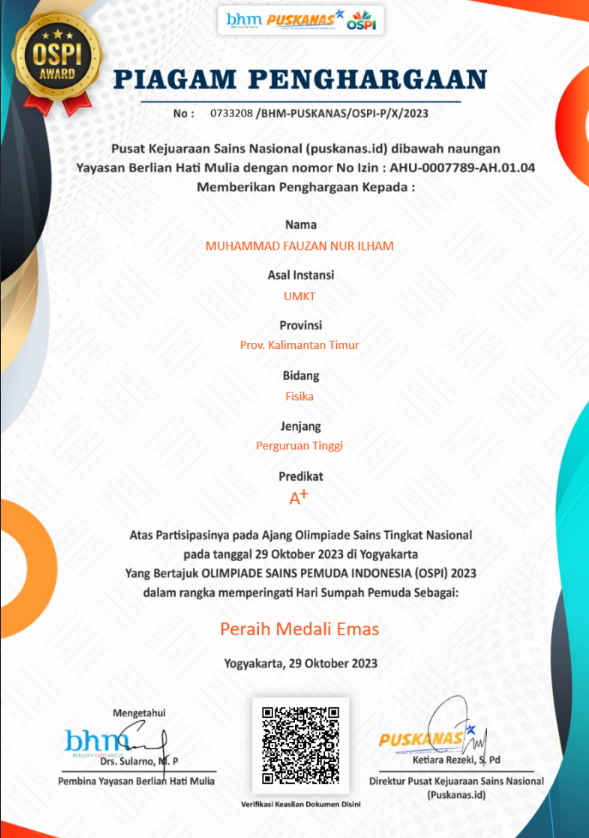 bhm PUSKANAS OSPI
OSPI
AWARD
PIAGAM PENGHARGAAN
No : 0733208 /BHM-PUSKANAS/OSPI-P/X/2023
Pusat Kejuaraan Sains Nasional (puskanas.id) dibawah naungan
Yayasan Berlian Hati Mulia dengan nomor No Izin : AHU-0007789-AH.01.04
Memberikan Penghargaan Kepada :
Nama
MUHAMMAD FAUZAN NUR ILHAM
Asal Instansi
UMKT
Provinsi
Prov. Kalimantan Timur
Bidang
Fisika
Jenjang
Perguruan Tinggi
Predikat
A+
Atas Partisipasinya pada Ajang Olimpiade Sains Tingkat Nasional
pada tanggal 29 Oktober 2023 di Yogyakarta
Yang Bertajuk OLIMPIADE SAINS PEMUDA INDONESIA (OSPI) 2023
dalam rangka memperingati Hari Sumpah Pemuda Sebagai:
Peraih Medali Emas
Yogyakarta, 29 Oktober 2023
Mengetahui
bhm
BERLIAN HATI MULIA
Drs. Sularno, M. P
Pembina Yayasan Berlian Hati Mulia
Verifikasi Keaslian Dokumen Disini
PUSKANAS
Ketiara Rezeki, S. Pd
Direktur Pusat Kejuaraan Sains Nasional
(Puskanas.id)